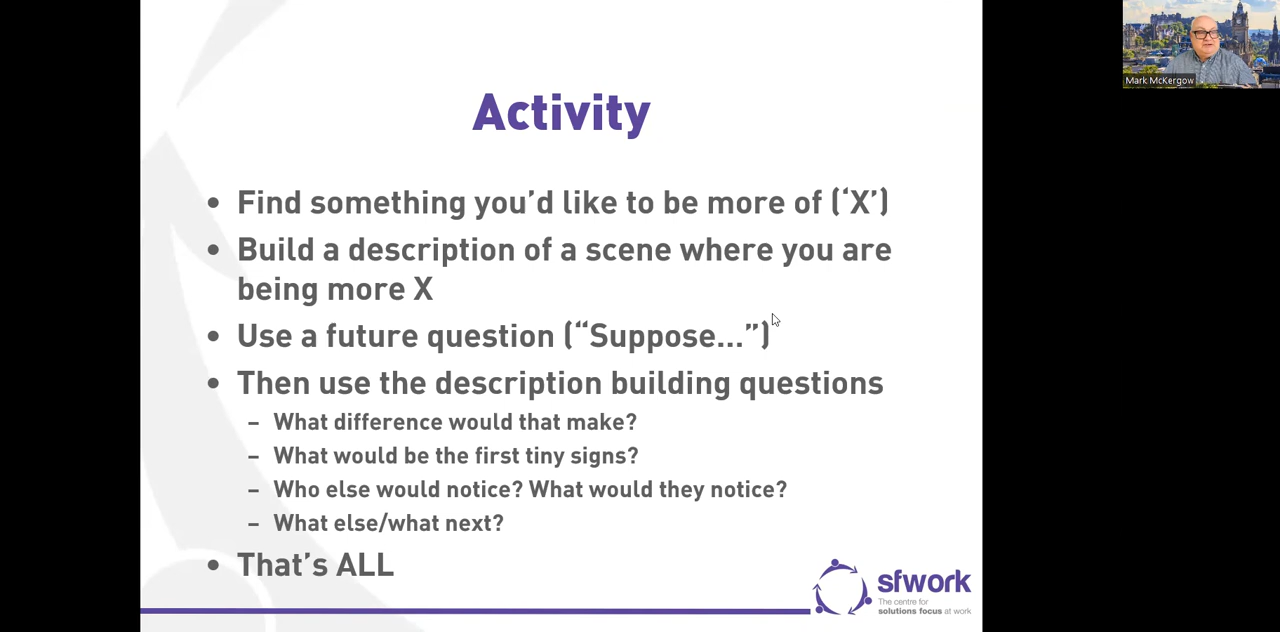 Activity
• Find something you'd like to be more of (‘X’)
• Build a description of a scene where you are
being more X
• Use a future question (“Suppose...”)
• Then use the description building questions
– What difference would that make?
– What would be the first tiny signs?
– Who else would notice? What would they notice?
– What else/what next?
• That's ALL
sfwork
The centre for
solutions focus at work
Mark McKergow